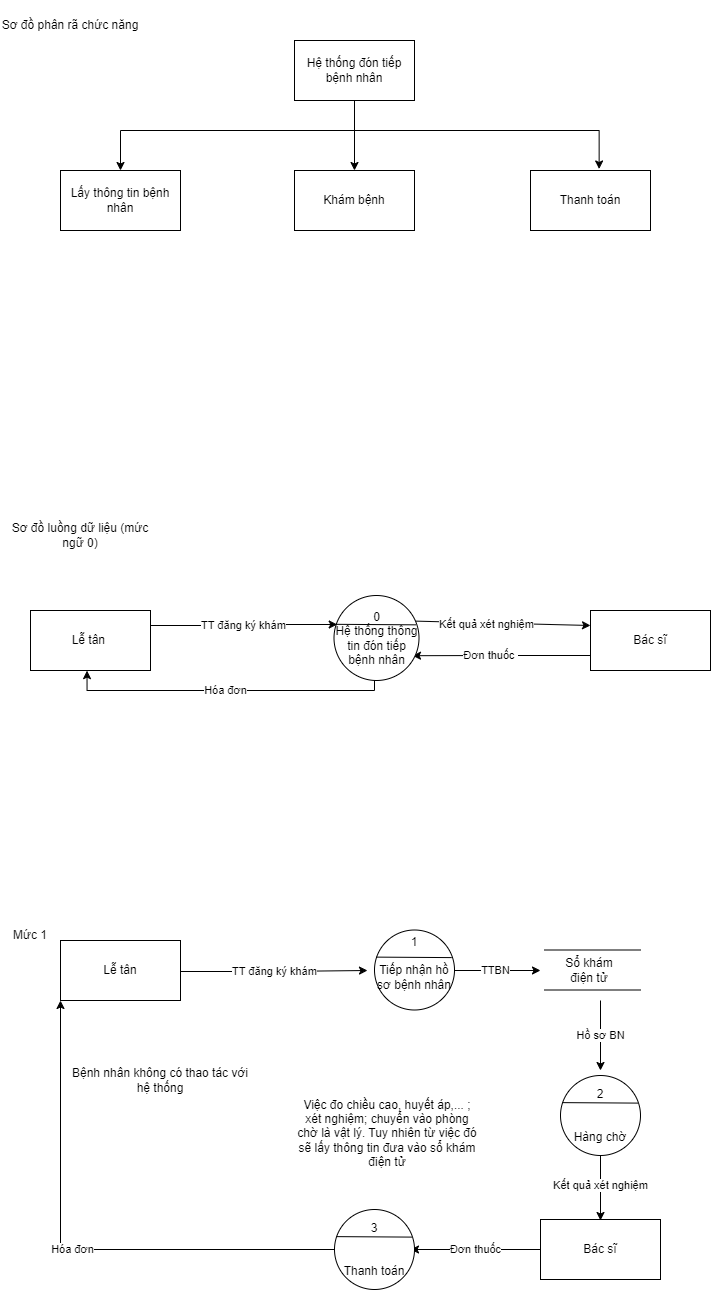 Sơ đồ phân rã chức năng
Hệ thống đón tiếp
bệnh nhân
Lấy thông tin bệnh
nhân
Khám bệnh
Thanh toán
Sơ đồ luồng dữ liệu (mức
ngữ 0)
Lễ tân
TT đăng ký khám
0
Hệ thống thông
tin đón tiếp
bệnh nhân
Kết quả xét nghiệm
Đơn thuốc
Bác sĩ
Hóa đơn
Mức 1
Lễ tân
TT đăng ký khám
1
Tiếp nhận hồ
sơ bệnh nhân
TTBN
Sổ khám
điện tử
Hồ sơ BN
Bệnh nhân không có thao tác với
hệ thống
Việc đo chiều cao, huyết áp,... ;
xét nghiệm; chuyển vào phòng
chờ là vật lý. Tuy nhiên từ việc đó
sẽ lấy thông tin đưa vào sổ khám
điện tử
2
Hàng chờ
Kết quả xét nghiệm
Hóa đơn
3
Thanh toán
Đơn thuốc
Bác sĩ